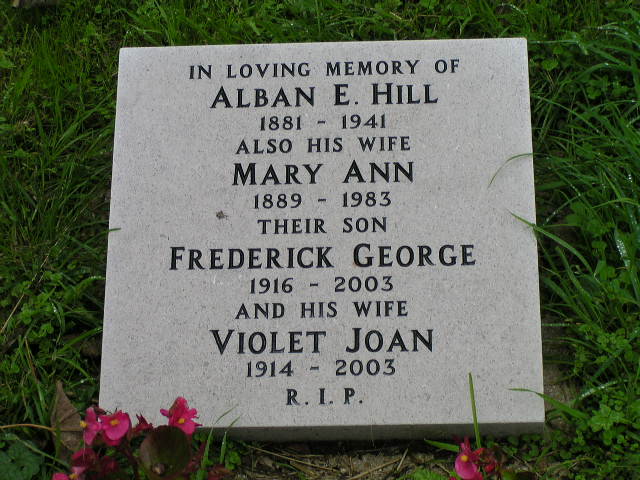 IN LOVING MEMORY OF
ALBAN E. HILL
1881 - 1941
ALSO HIS WIFE
MARY ANN
1889 - 1983
THEIR SON
FREDERICK GEORGE
1916 - 2003
AND HIS WIFE
VIOLET JOAN
1914 - 2003
R.I.P.